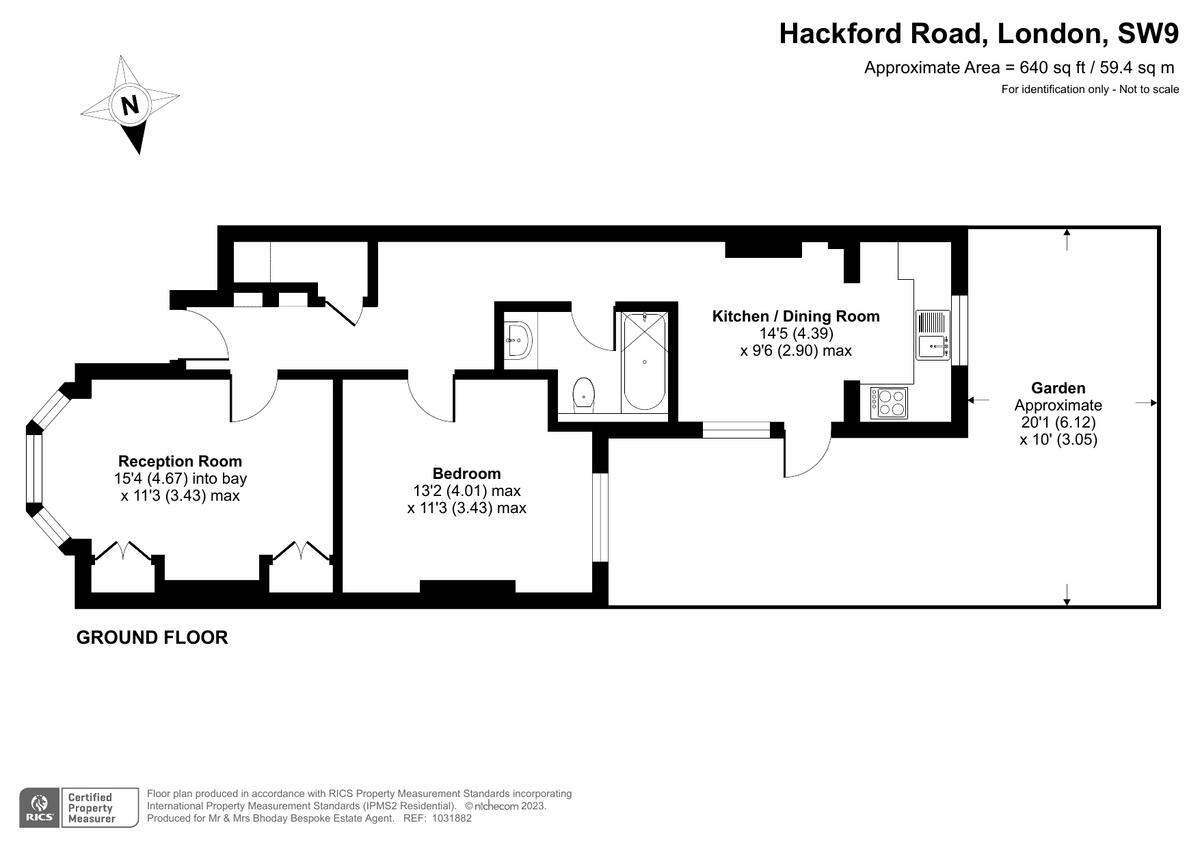 Hackford Road, London, SW9
Approximate Area = 640 sq ft / 59.4 sq m
For identification only - Not to scale
N
Kitchen / Dining Room
14'5 (4.39)
x 9'6 (2.90) max
Garden
Approximate
20'1 (6.12)
x 10' (3.05)
Reception Room
15'4 (4.67) into bay
x 11'3 (3.43) max
Bedroom
13'2 (4.01) max
x 11'3 (3.43) max
GROUND FLOOR
RICS
Certified
Property
Measurer
Floor plan produced in accordance with RICS Property Measurement Standards incorporating
International Property Measurement Standards (IPMS2 Residential). © nichecom 2023.
Produced for Mr & Mrs Bhoday Bespoke Estate Agent. REF: 1031882